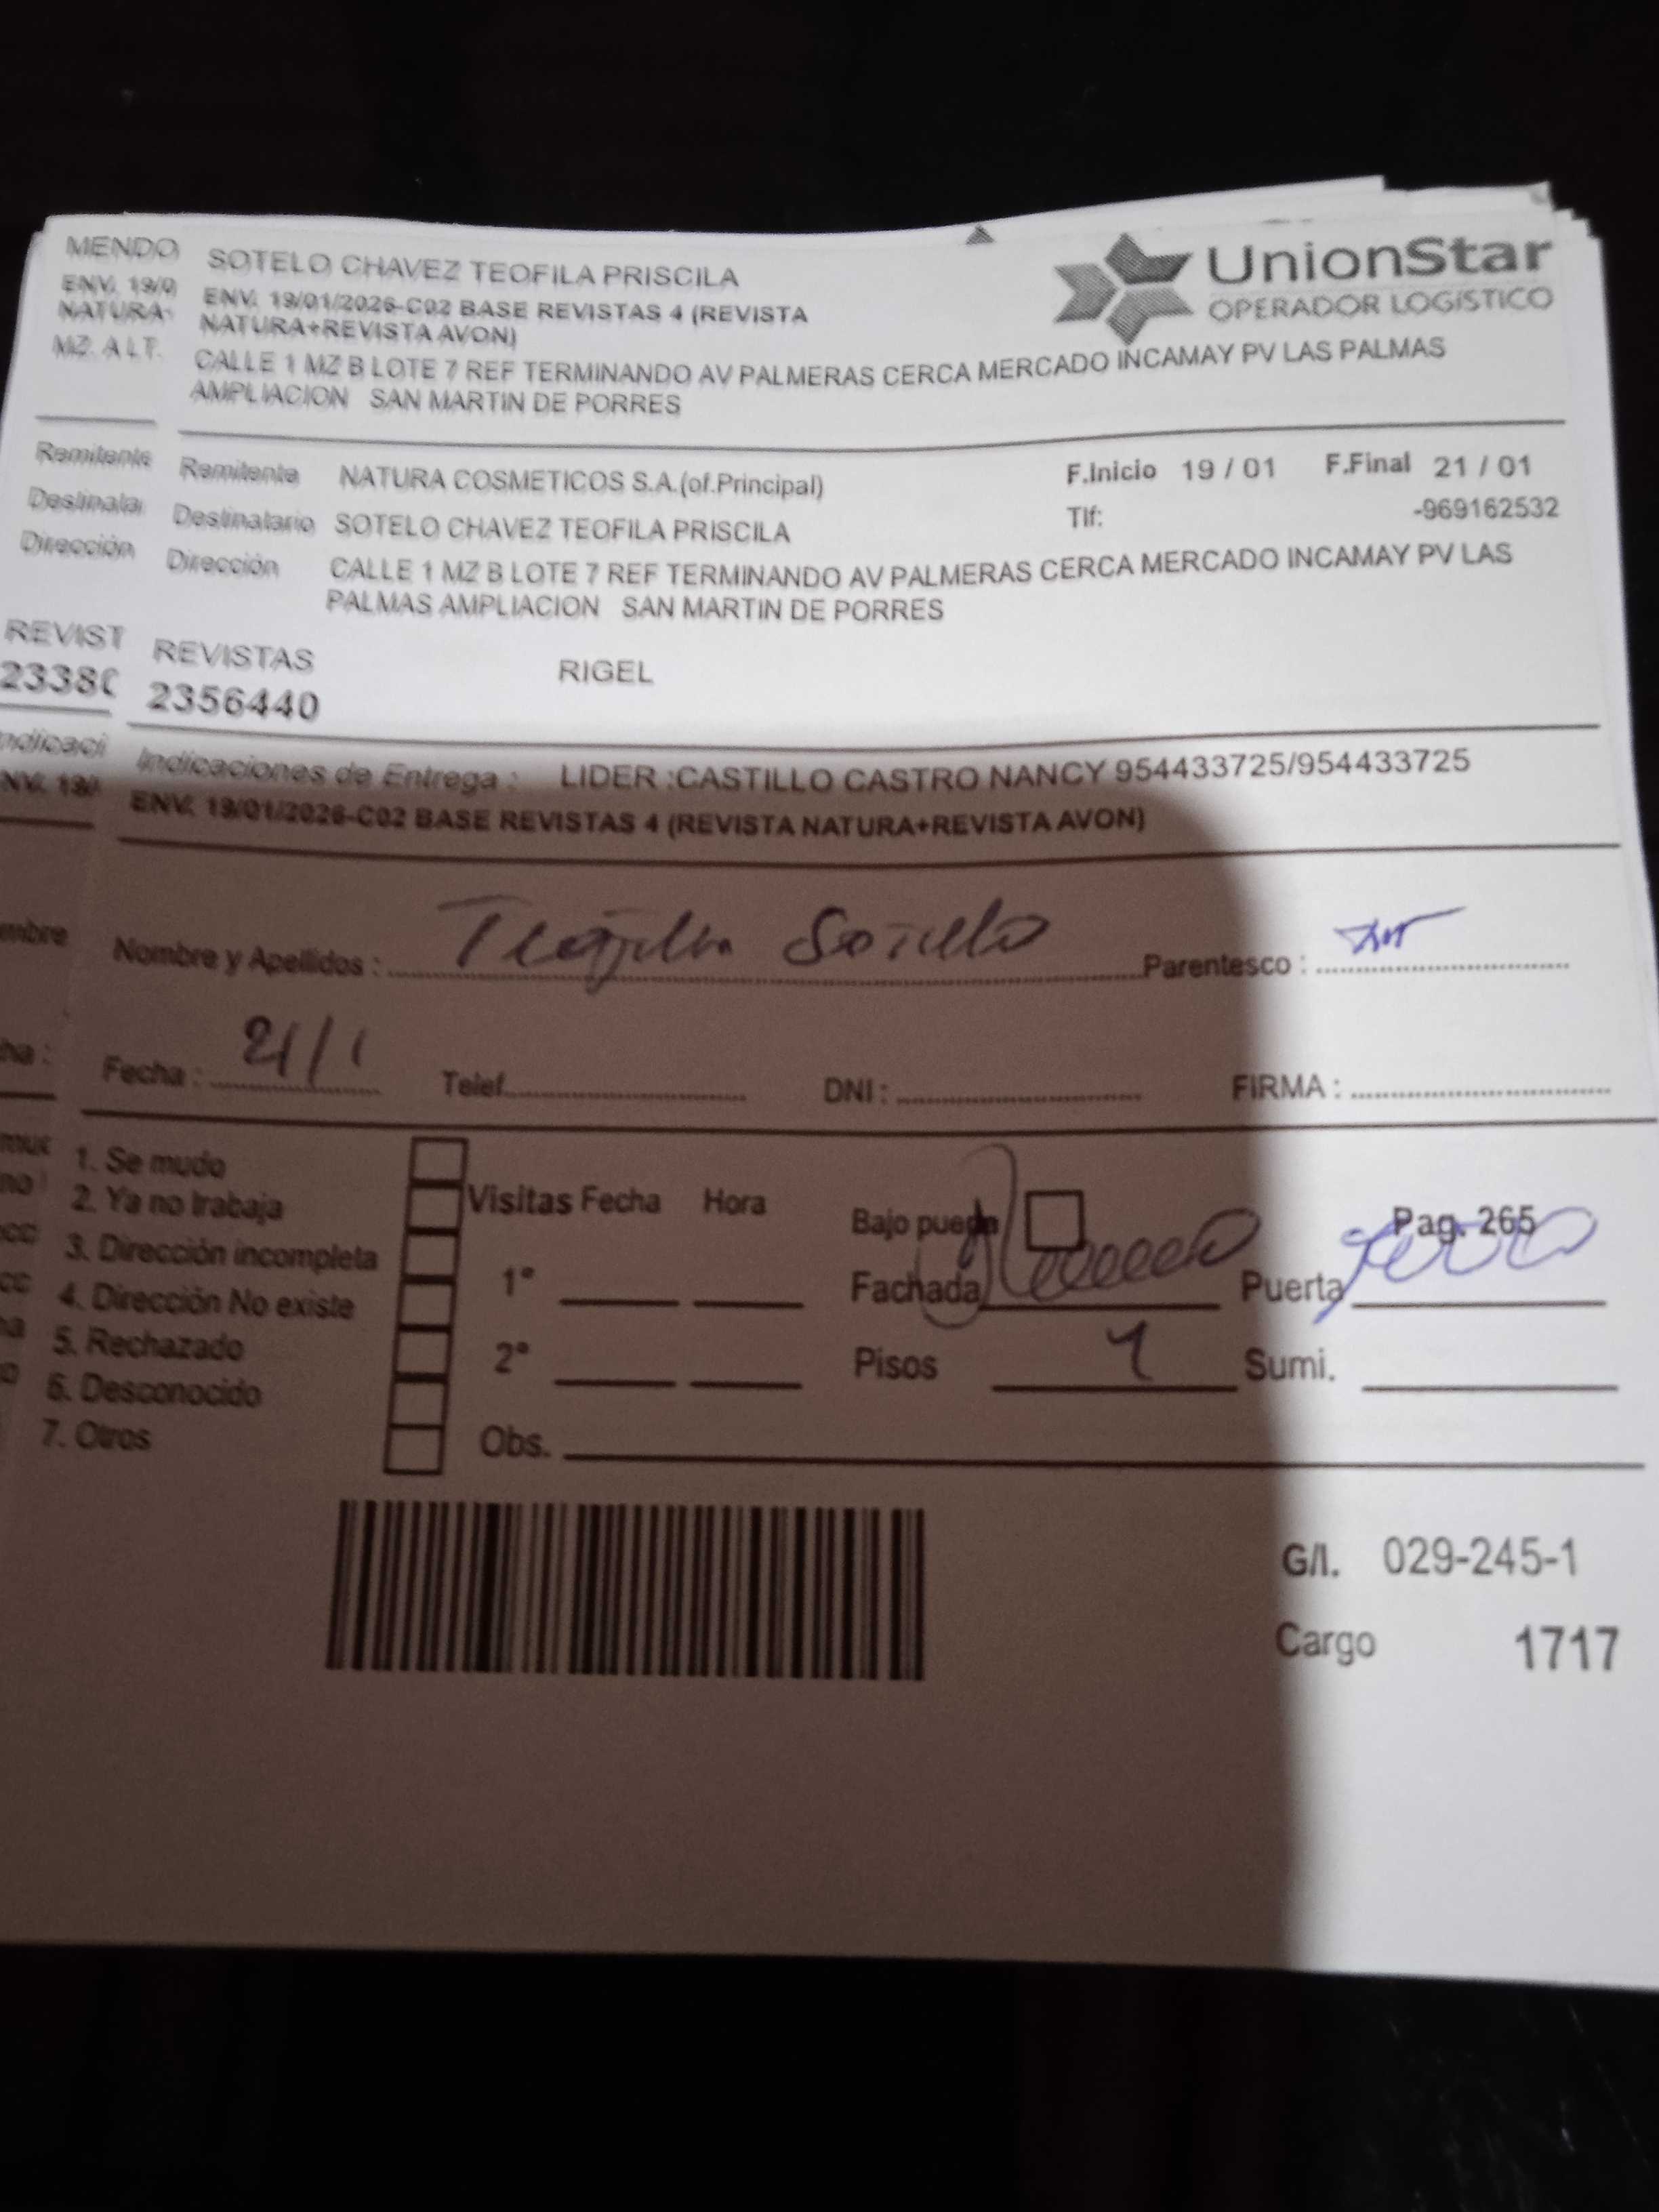 MENDO
ENV. 19/0
NATURA-
MZ. A LT.
Remitente
Destinatar
Dirección
REVIST
2338
SOTELO CHAVEZ TEOFILA PRISCILA
ENV. 19/01/2026-C02 BASE REVISTAS 4 (REVISTA
NATURA+REVISTA AVON)
CALLE 1 MZ B LOTE 7 REF TERMINANDO AV PALMERAS CERCA MERCADO INCAMAY PV LAS PALMAS
AMPLIACION SAN MARTIN DE PORRES
UnionStar
OPERADOR LOGÍSTICO
Remitente NATURA COSMETICOS S.A.(of.Principal) F.Inicio 19 / 01 F.Final 21 / 01
Destinatario SOTELO CHAVEZ TEOFILA PRISCILA Tlf: -969162532
Dirección CALLE 1 MZ B LOTE 7 REF TERMINANDO AV PALMERAS CERCA MERCADO INCAMAY PV LAS
PALMAS AMPLIACION SAN MARTIN DE PORRES
REVISTAS RIGEL
2356440
Indicaciones de Entrega : LIDER :CASTILLO CASTRO NANCY 954433725/954433725
ENV. 19/01/2026-C02 BASE REVISTAS 4 (REVISTA NATURA+REVISTA AVON)
Nombre y Apellidos : Teofila Sotelo Parentesco :
Fecha : 21/1 Telef. DNI : FIRMA :
1. Se mudo
2. Ya no trabaja
3. Dirección incompleta
4. Dirección No existe
5. Rechazado
6. Desconocido
7. Otros
Visitas Fecha Hora
1°
2°
Obs.
Bajo puerta Pag. 265
Fachada Puerta
Pisos Sumi.
G/I. 029-245-1
Cargo 1717